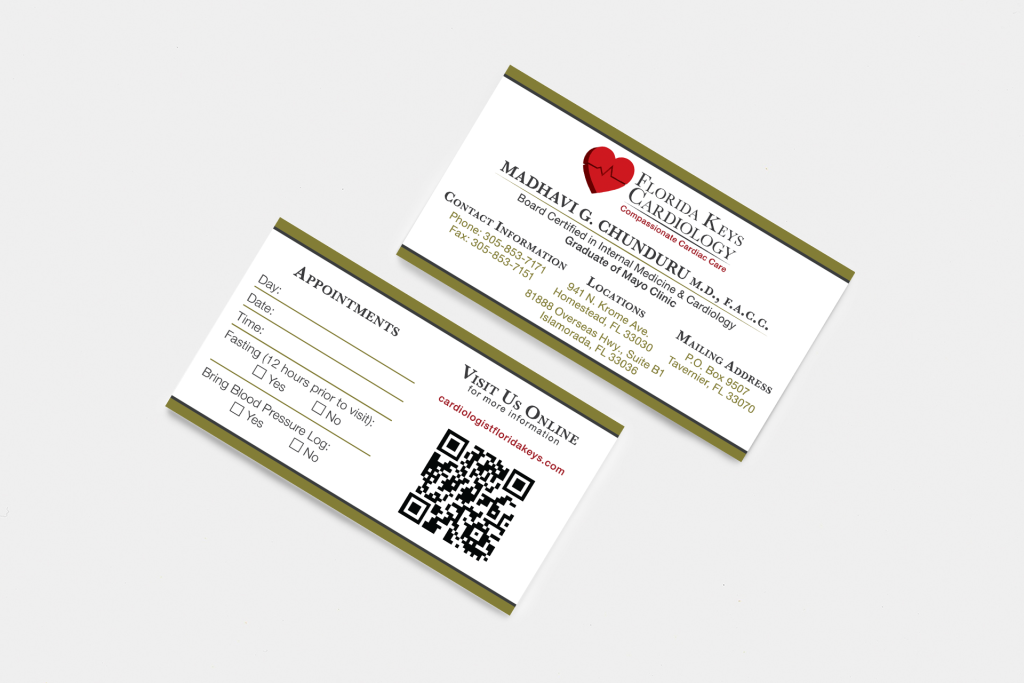 Florida Keys
Cardiology
Compassionate Cardiac Care
Madhavi G. Chunduru M.D., F.A.C.C.
Board Certified in Internal Medicine & Cardiology
Graduate of Mayo Clinic
Contact Information
Phone: 305-853-7171
Fax: 305-853-7151
Locations
941 N. Krome Ave.
Homestead, FL 33030
81888 Overseas Hwy., Suite B1
Islamorada, FL 33036
Mailing Address
P.O. Box 9507
Tavernier, FL 33070
Appointments
Day:
Date:
Time:
Fasting (12 hours prior to visit):
Yes No
Bring Blood Pressure Log:
Yes No
Visit Us Online
for more information
cardiologistfloridakeys.com